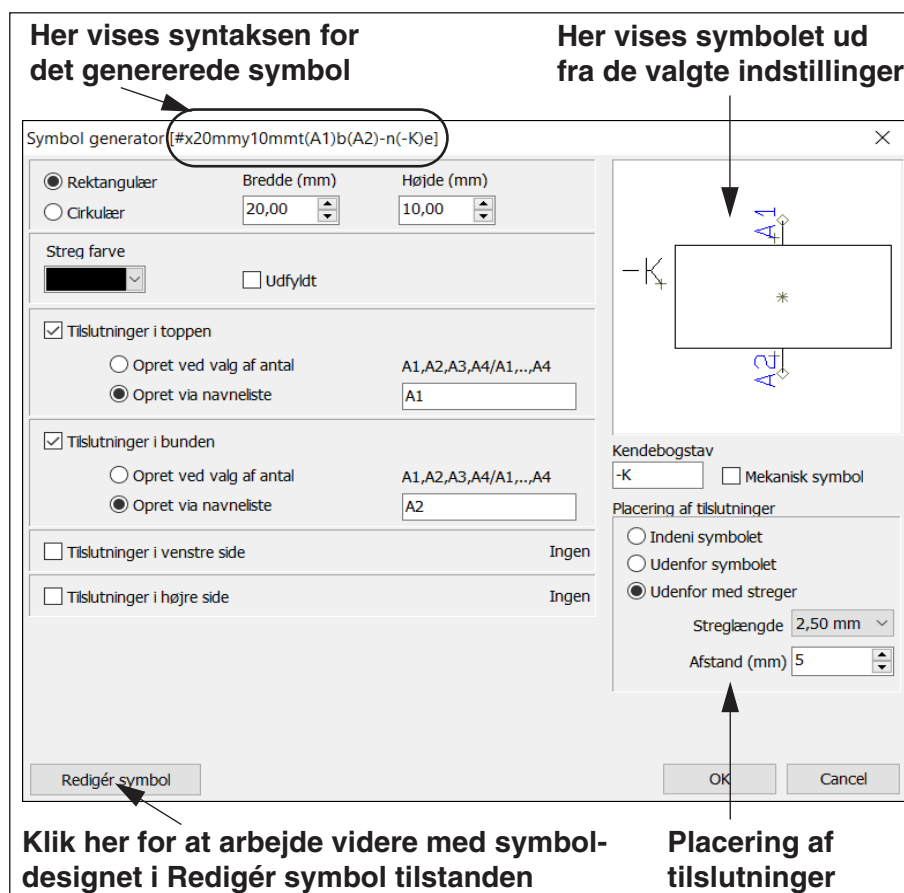 Her vises syntaksen for
det genererede symbol
Her vises symbolet ud
fra de valgte indstillinger
Symbol generator [#x20mmy10mmt(A1)b(A2)-n(-K)e]
Rektangulær
Bredde (mm)
Højde (mm)
Cirkulær
20,00
10,00
Streg farve
Udfyldt
Tilslutninger i toppen
Opret ved valg af antal
A1,A2,A3,A4/A1,..,A4
Opret via navneliste
A1
Tilslutninger i bunden
Opret ved valg af antal
A1,A2,A3,A4/A1,..,A4
Opret via navneliste
A2
Tilslutninger i venstre side
Ingen
Tilslutninger i højre side
Ingen
A1
-K
A2
Kendebogstav
-K
Mekanisk symbol
Placering af tilslutninger
Indeni symbolet
Udenfor symbolet
Udenfor med streger
Streglængde
2,50 mm
Afstand (mm)
5
Redigér symbol
OK
Cancel
Klik her for at arbejde videre med symbol-
designet i Redigér symbol tilstanden
Placering af
tilslutninger